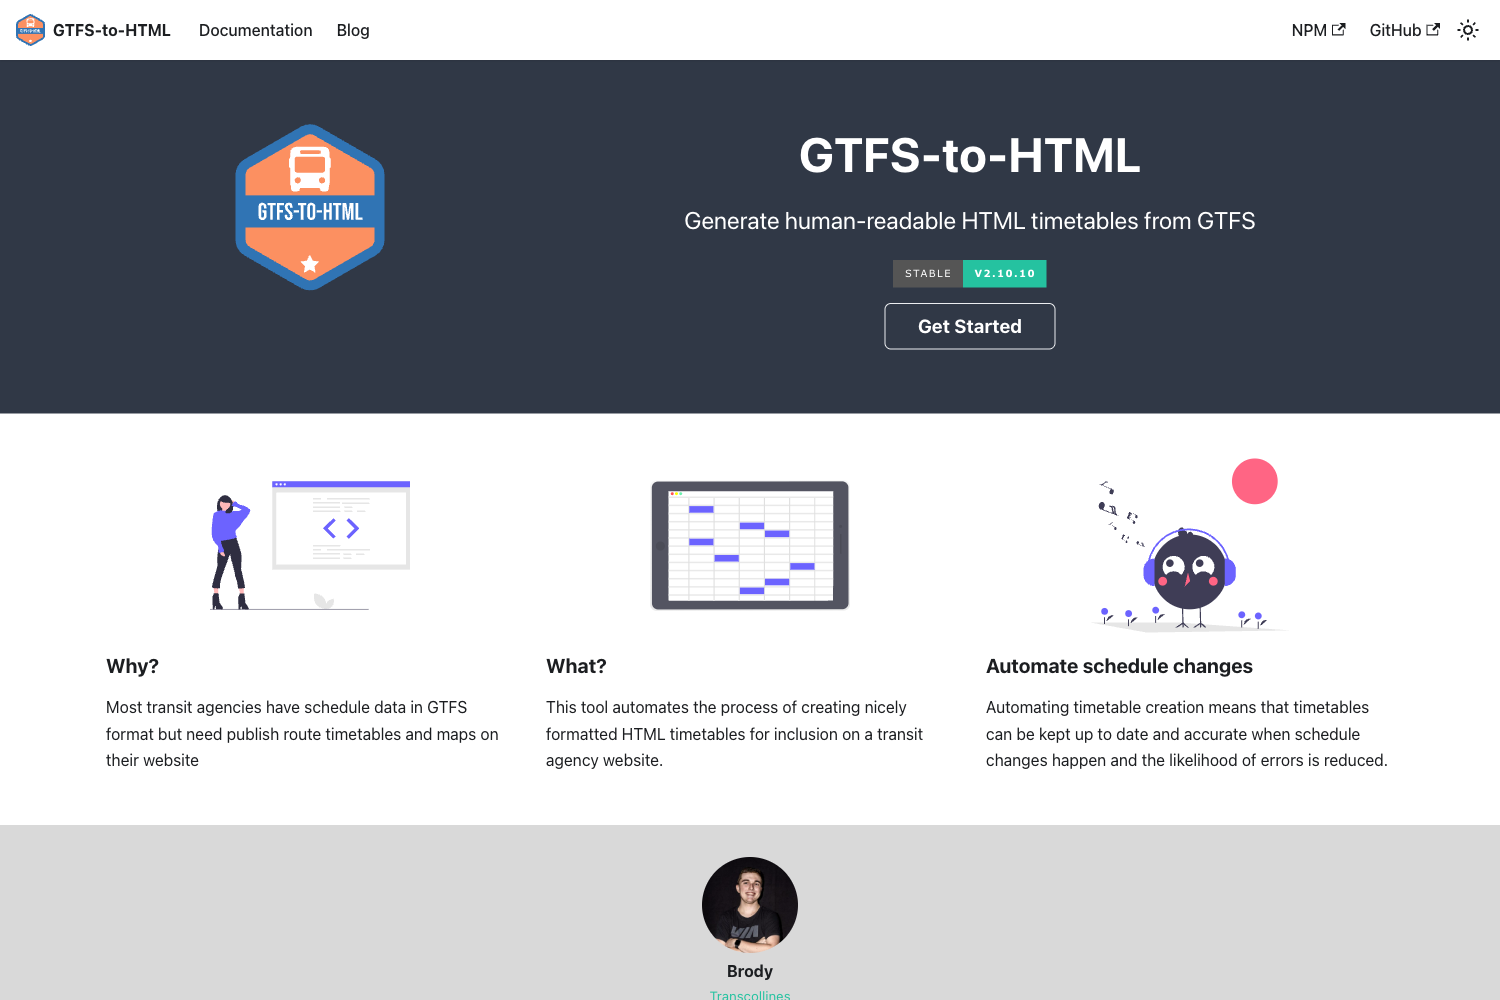 GTFS-to-HTML
Documentation
Blog
NPM
GitHub
GTFS-TO-HTML
GTFS-to-HTML
Generate human-readable HTML timetables from GTFS
STABLE V2.10.10
Get Started
Why?
Most transit agencies have schedule data in GTFS
format but need publish route timetables and maps on
their website
What?
This tool automates the process of creating nicely
formatted HTML timetables for inclusion on a transit
agency website.
Automate schedule changes
Automating timetable creation means that timetables
can be kept up to date and accurate when schedule
changes happen and the likelihood of errors is reduced.
VIA
Brody
Transcollines